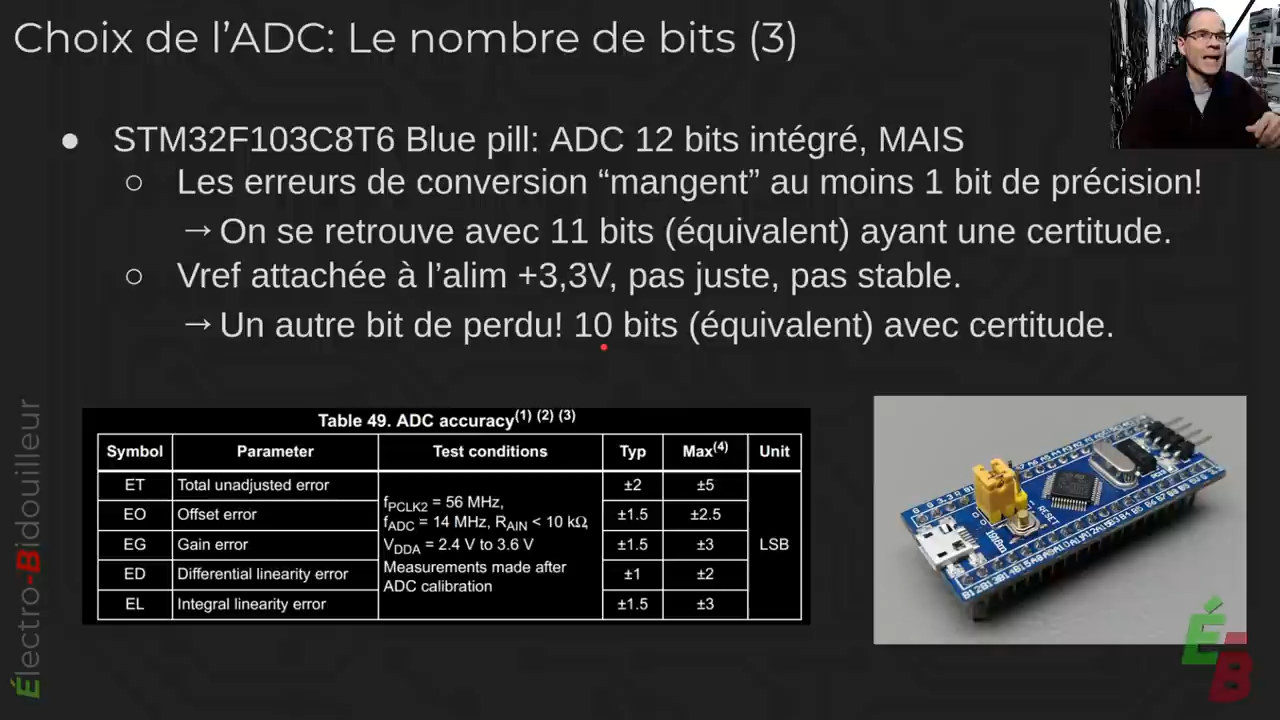 Choix de l'ADC: Le nombre de bits (3)
● STM32F103C8T6 Blue pill: ADC 12 bits intégré, MAIS
○ Les erreurs de conversion “mangent” au moins 1 bit de précision!
→ On se retrouve avec 11 bits (équivalent) ayant une certitude.
○ Vref attachée à l’alim +3,3V, pas juste, pas stable.
→ Un autre bit de perdu! 10 bits (équivalent) avec certitude.
Électro-Bidouilleur
Table 49. ADC accuracy(1) (2) (3)
Symbol Parameter Test conditions Typ Max(4) Unit
ET Total unadjusted error ±2 ±5
EO Offset error ±1.5 ±2.5
EG Gain error ±1.5 ±3
ED Differential linearity error ±1 ±2
EL Integral linearity error ±1.5 ±3
fPCLK2 = 56 MHz,
fADC = 14 MHz, RAIN < 10 kΩ,
VDDA = 2.4 V to 3.6 V
Measurements made after
ADC calibration
LSB
RESET
ÉB